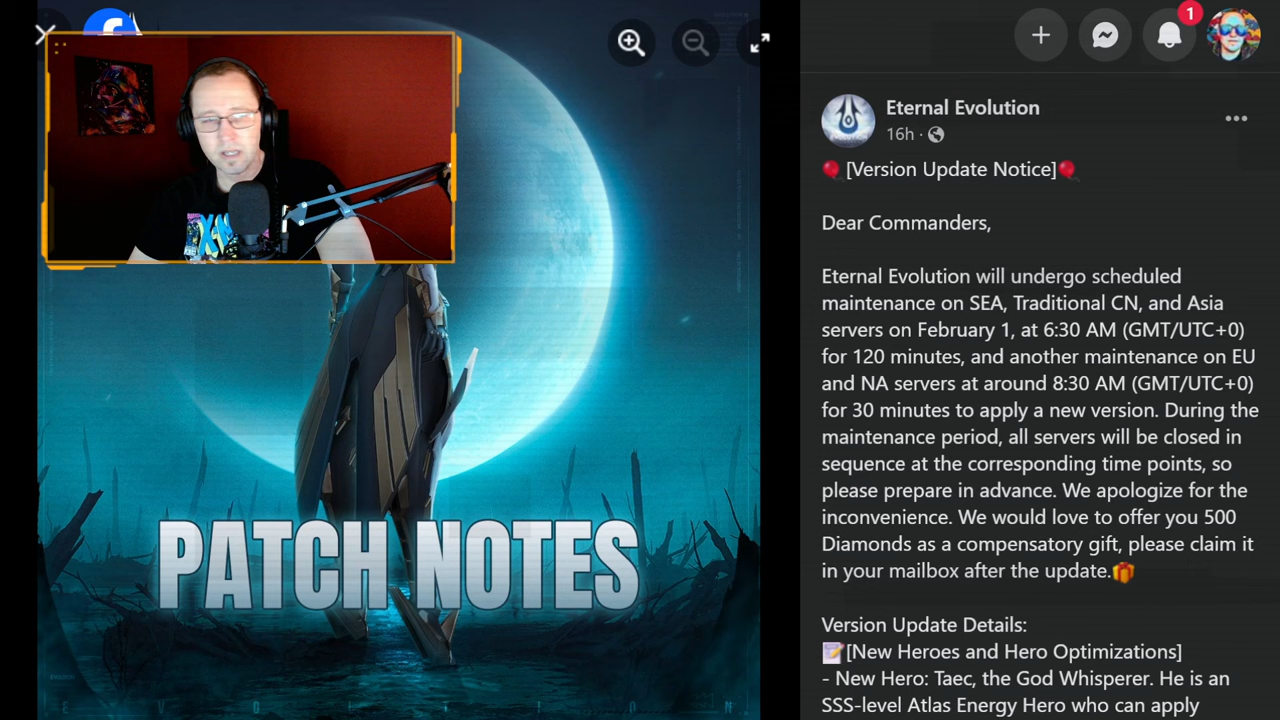 PATCH NOTES
1
Eternal Evolution
16h ·
[Version Update Notice]
Dear Commanders,
Eternal Evolution will undergo scheduled
maintenance on SEA, Traditional CN, and Asia
servers on February 1, at 6:30 AM (GMT/UTC+0)
for 120 minutes, and another maintenance on EU
and NA servers at around 8:30 AM (GMT/UTC+0)
for 30 minutes to apply a new version. During the
maintenance period, all servers will be closed in
sequence at the corresponding time points, so
please prepare in advance. We apologize for the
inconvenience. We would love to offer you 500
Diamonds as a compensatory gift, please claim it
in your mailbox after the update.
Version Update Details:
[New Heroes and Hero Optimizations]
- New Hero: Taec, the God Whisperer. He is an
SSS-level Atlas Energy Hero who can apply